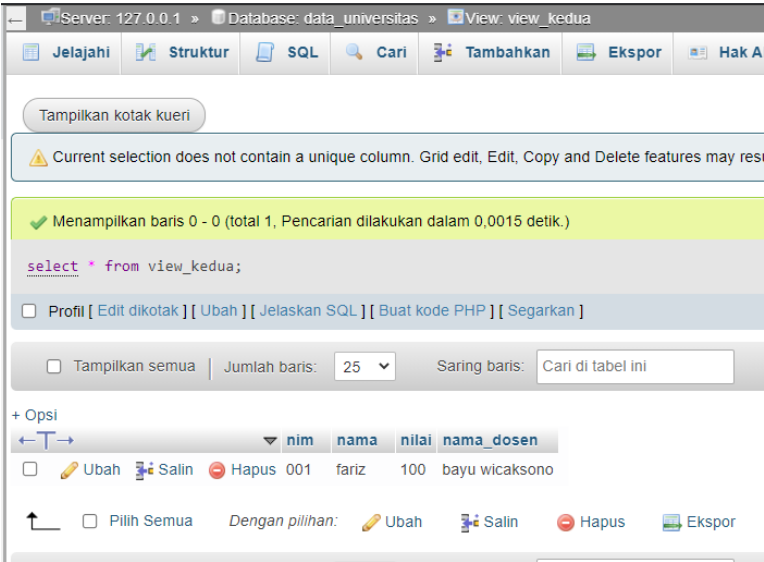 Server: 127.0.0.1 » Database: data_universitas » View: view_kedua
Jelajahi Struktur SQL Cari Tambahkan Ekspor Hak A
Tampilkan kotak kueri
Current selection does not contain a unique column. Grid edit, Edit, Copy and Delete features may resu
Menampilkan baris 0 - 0 (total 1, Pencarian dilakukan dalam 0,0015 detik.)
select * from view_kedua;
Profil [ Edit dikotak ] [ Ubah ] [ Jelaskan SQL ] [ Buat kode PHP ] [ Segarkan ]
Tampilkan semua | Jumlah baris: 25 Saring baris: Cari di tabel ini
+ Opsi
←T→ nim nama nilai nama_dosen
Ubah Salin Hapus 001 fariz 100 bayu wicaksono
Pilih Semua Dengan pilihan: Ubah Salin Hapus Ekspor